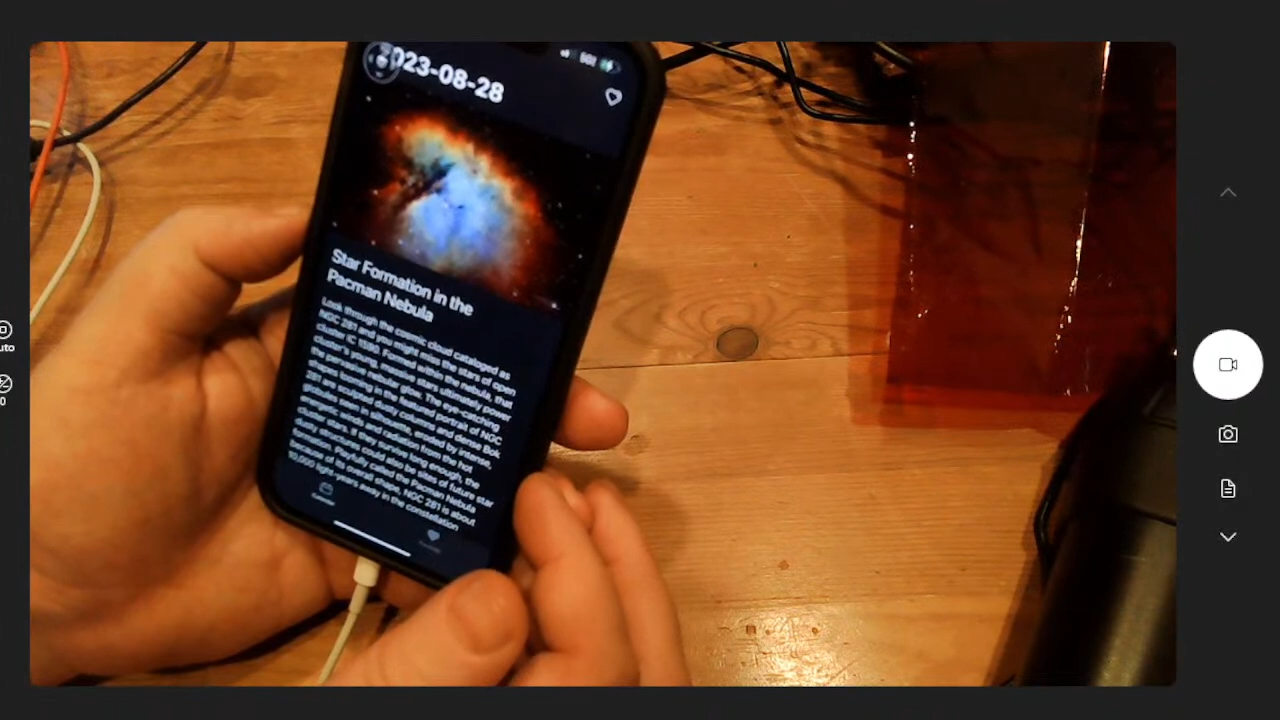 2023-08-28
Star Formation in the
Pacman Nebula
Look through the cosmic cloud cataloged as
NGC 281 and you might miss the stars of open
cluster IC 1590. Formed within the nebula, that
cluster's young, massive stars ultimately power
the pervasive nebular glow. The eye-catching
shapes looming in the featured portrait of NGC
281 are sculpted dusty columns and dense Bok
globules seen in silhouette, eroded by intense,
energetic winds and radiation from the hot
cluster stars. If they survive long enough, the
dusty structures could also be sites of future star
formation. Playfully called the Pacman Nebula
because of its overall shape, NGC 281 is about
10,000 light-years away in the constellation